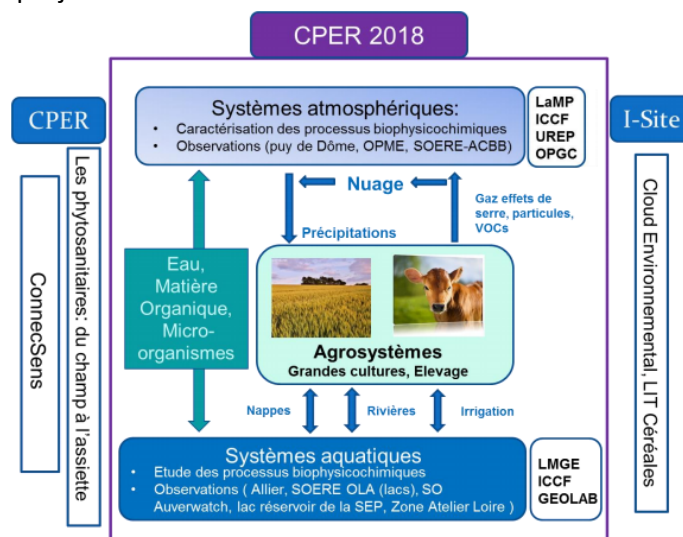 CPER 2018
CPER
I-Site
ConnecSens
Les phytosanitaires: du champ à l'assiette
Systèmes atmosphériques:
• Caractérisation des processus biophysicochimiques
• Observations (puy de Dôme, OPME, SOERE-ACBB)
LaMP
ICCF
UREP
OPGC
Nuage
Précipitations
Gaz effets de
serre, particules,
VOCs
Eau,
Matière
Organique,
Micro-
organismes
Agrosystèmes
Grandes cultures, Elevage
Nappes
Rivières
Irrigation
Systèmes aquatiques
• Etude des processus biophysicochimiques
• Observations ( Allier, SOERE OLA (lacs), SO
Auverwatch, lac réservoir de la SEP, Zone Atelier Loire )
LMGE
ICCF
GEOLAB
Cloud Environnemental, LIT Céréales